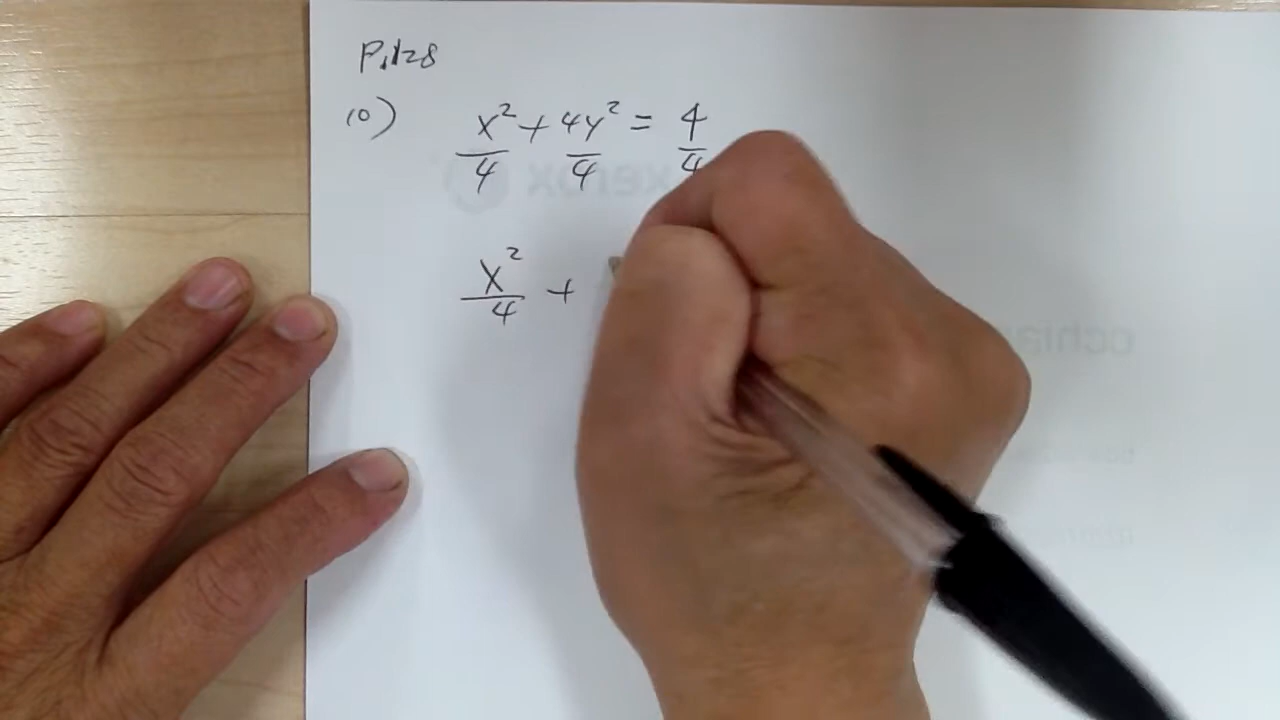 P.128
10) x²/4 + 4y²/4 = 4/4
x²/4 +